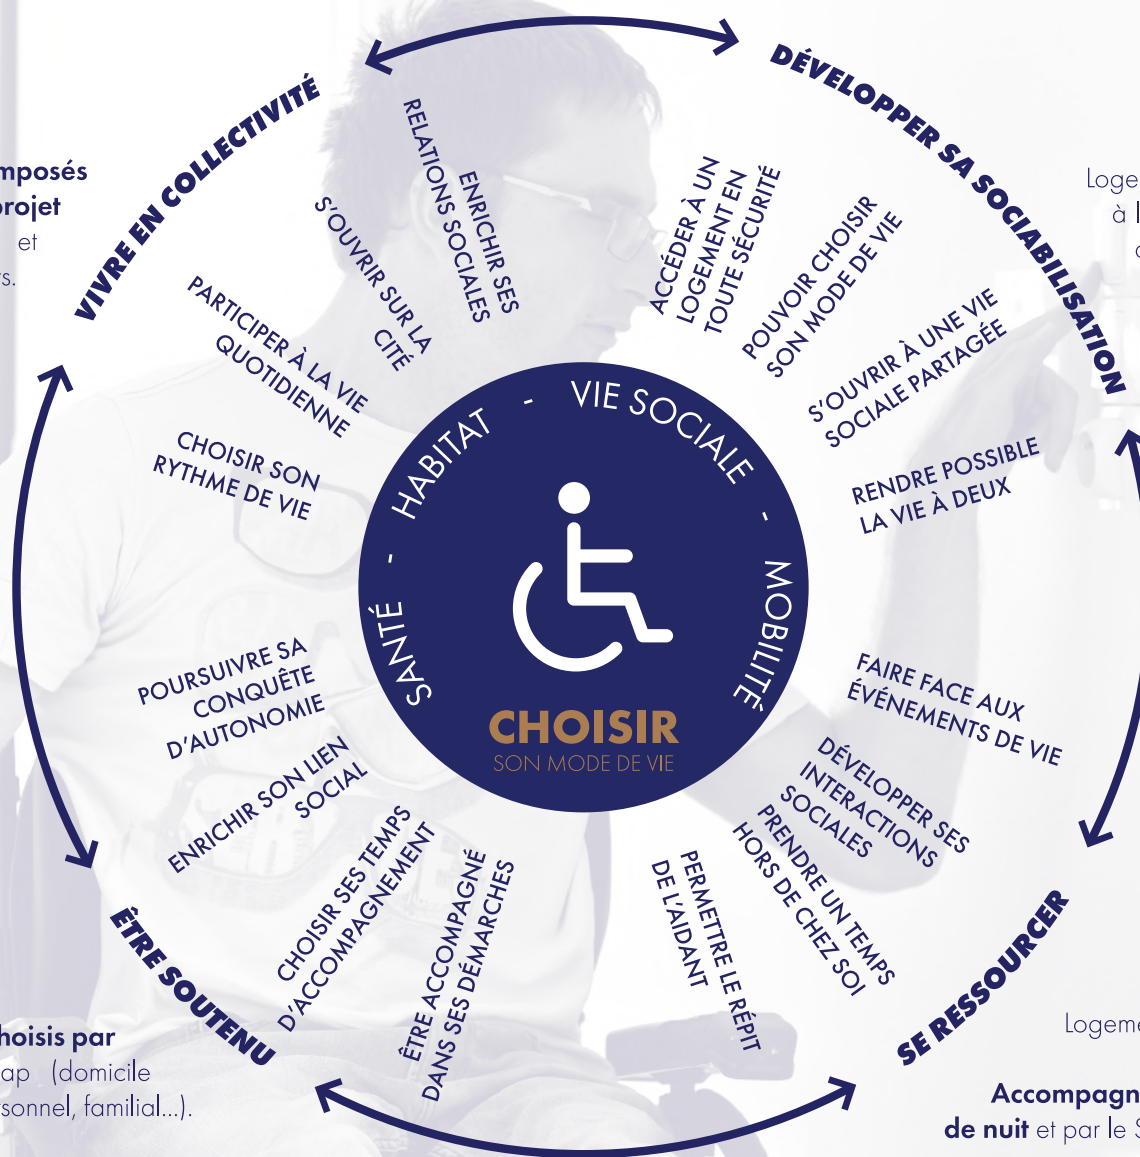 VIVRE EN COLLECTIVITÉ
ENRICHIR SES
RELATIONS SOCIALES
S'OUVRIR SUR LA
CITÉ
PARTICIPER À LA VIE
QUOTIDIENNE
CHOISIR SON
RYTHME DE VIE
DÉVELOPPER SA SOCIABILISATION
ACCÉDER À UN
LOGEMENT EN
TOUTE SÉCURITÉ
POUVOIR CHOISIR
SON MODE DE VIE
S'OUVRIR À UNE VIE
SOCIALE PARTAGÉE
RENDRE POSSIBLE
LA VIE À DEUX
projet
et
à
SANTÉ - HABITAT - VIE SOCIALE - MOBILITÉ
CHOISIR
SON MODE DE VIE
ÊTRE SOUTENU
POURSUIVRE SA
CONQUÊTE
D'AUTONOMIE
ENRICHIR SON LIEN
SOCIAL
CHOISIR SES TEMPS
D'ACCOMPAGNEMENT
ÊTRE ACCOMPAGNÉ
DANS SES DÉMARCHES
SE RESSOURCER
FAIRE FACE AUX
ÉVÉNEMENTS DE VIE
DÉVELOPPER SES
INTERACTIONS
SOCIALES
PRENDRE UN TEMPS
HORS DE CHEZ SOI
PERMETTRE LE RÉPIT
DE L'AIDANT
hoisis par
ap (domicile
sonnel, familial...).
Logeme
Accompagn
de nuit et par le S